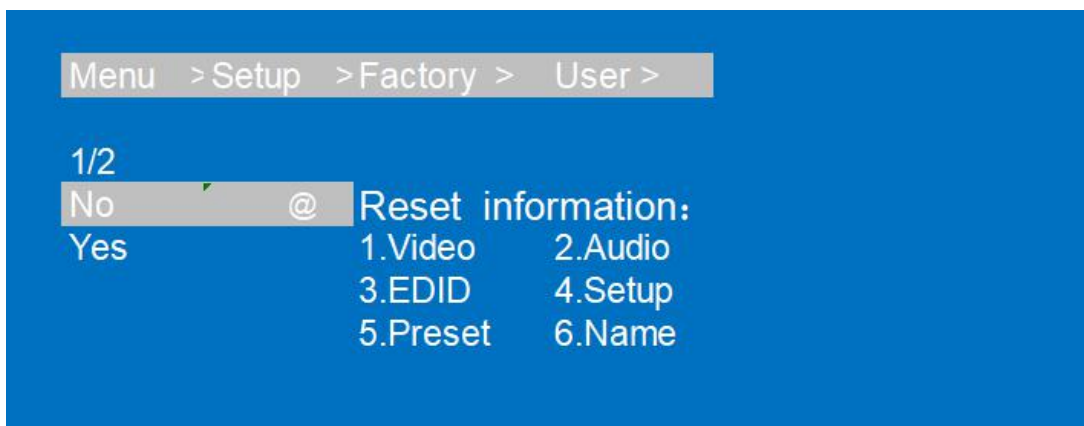 Menu > Setup > Factory > User >
1/2
No @ Reset information：
Yes 1.Video 2.Audio
3.EDID 4.Setup
5.Preset 6.Name